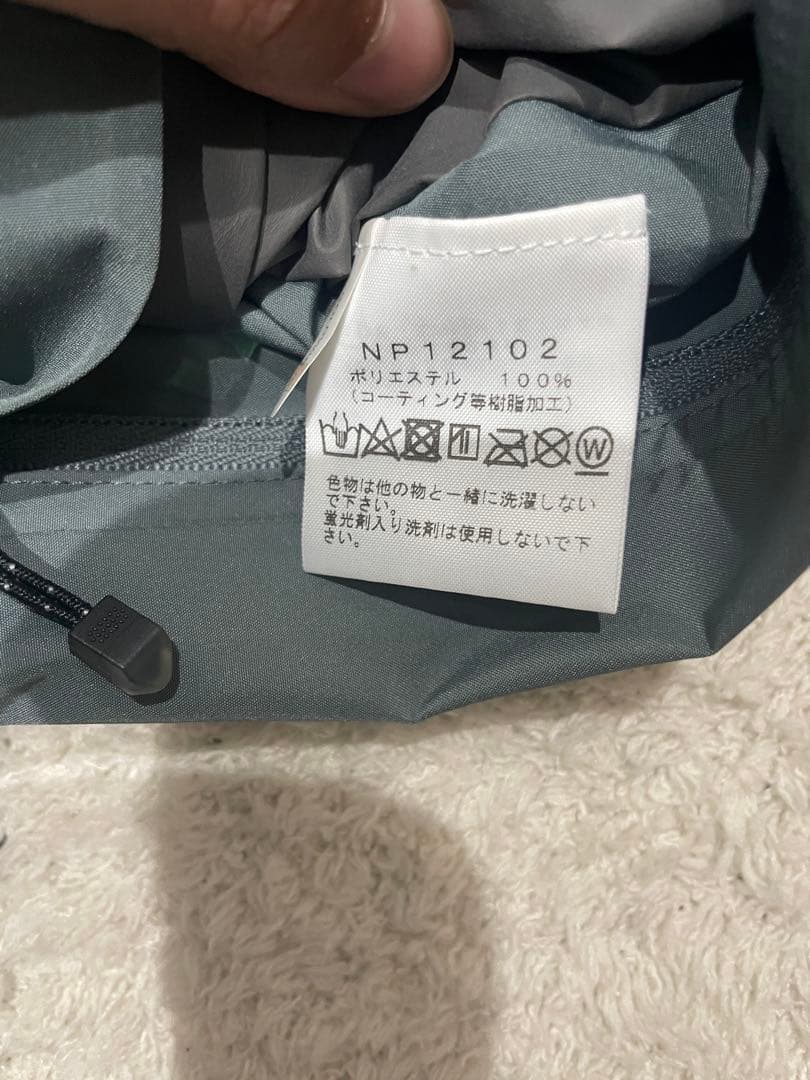 NP12102
ポリエステル 100%
(コーティング等樹脂加工)
W
色物は他の物と一緒に洗濯しない
で下さい。
蛍光剤入り洗剤は使用しないで下
さい。